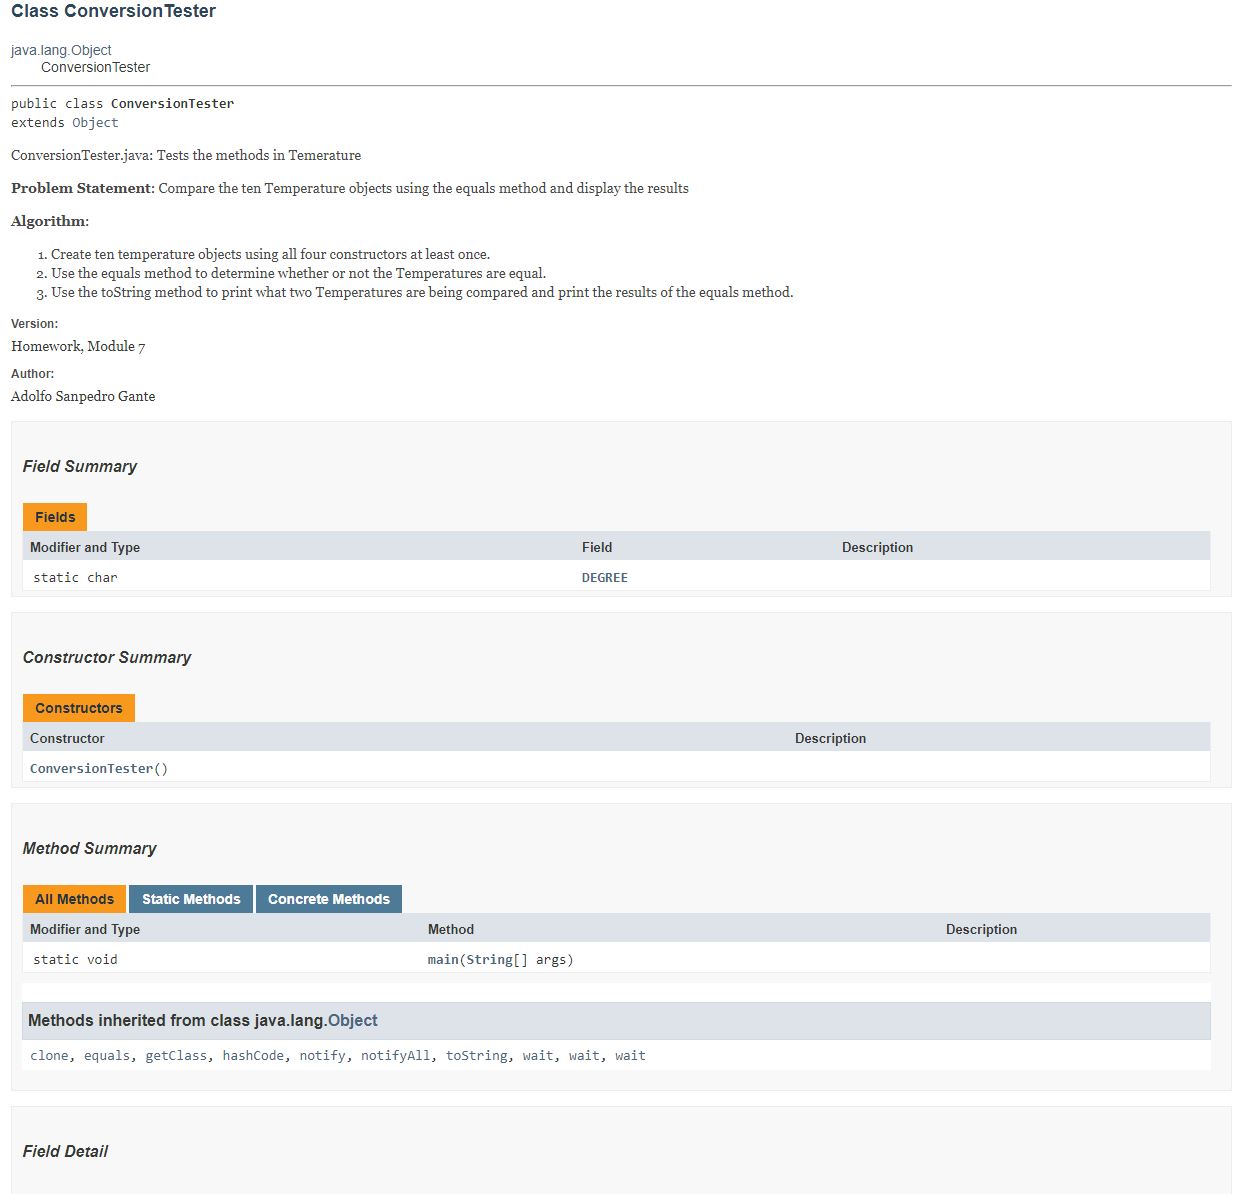 Class ConversionTester
java.lang.Object
ConversionTester
public class ConversionTester
extends Object
ConversionTester.java: Tests the methods in Temerature
Problem Statement: Compare the ten Temperature objects using the equals method and display the results
Algorithm:
1. Create ten temperature objects using all four constructors at least once.
2. Use the equals method to determine whether or not the Temperatures are equal.
3. Use the toString method to print what two Temperatures are being compared and print the results of the equals method.
Version:
Homework, Module 7
Author:
Adolfo Sanpedro Gante
Field Summary
Fields
Modifier and Type Field Description
static char DEGREE
Constructor Summary
Constructors
Constructor Description
ConversionTester()
Method Summary
All Methods Static Methods Concrete Methods
Modifier and Type Method Description
static void main(String[] args)
Methods inherited from class java.lang.Object
clone, equals, getClass, hashCode, notify, notifyAll, toString, wait, wait, wait
Field Detail